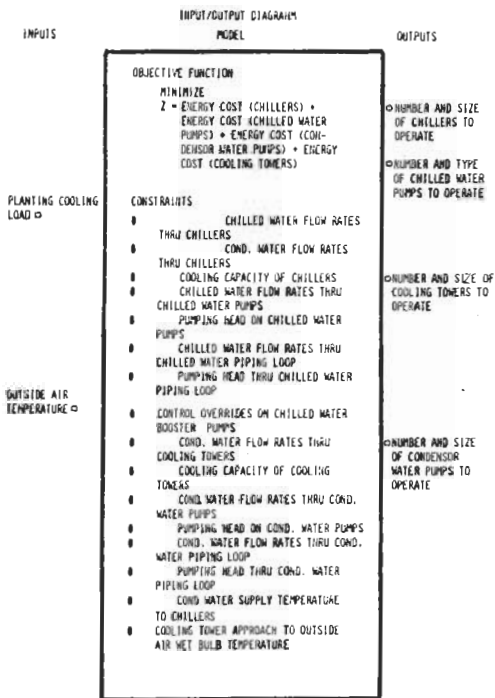 INPUT/OUTPUT DIAGRAHM
INPUTS
MODEL
OUTPUTS
OBJECTIVE FUNCTION
MINIMIZE
Z = ENERGY COST (CHILLERS) +
ENERGY COST (CHILLED WATER
PUMPS) + ENERGY COST (CON-
DENSOR WATER PUMPS) + ENERGY
COST (COOLING TOWERS)
NUMBER AND SIZE
OF CHILLERS TO
OPERATE
NUMBER AND TYPE
OF CHILLED WATER
PUMPS TO OPERATE
PLANTING COOLING
LOAD
CONSTRAINTS
CHILLED WATER FLOW RATES
THRU CHILLERS
COND. WATER FLOW RATES
THRU CHILLERS
COOLING CAPACITY OF CHILLERS
CHILLED WATER FLOW RATES THRU
CHILLED WATER PUMPS
PUMPING HEAD ON CHILLED WATER
PUMPS
CHILLED WATER FLOW RATES THRU
CHILLED WATER PIPING LOOP
PUMPING HEAD THRU CHILLED WATER
PIPING LOOP
NUMBER AND SIZE OF
COOLING TOWERS TO
OPERATE
OUTSIDE AIR
TEMPERATURE
CONTROL OVERRIDES ON CHILLED WATER
BOOSTER PUMPS
COND. WATER FLOW RATES THRU
COOLING TOWERS
COOLING CAPACITY OF COOLING
TOWERS
COND WATER FLOW RATES THRU COND.
WATER PUMPS
PUMPING HEAD ON COND. WATER PUMPS
COND. WATER FLOW RATES THRU COND.
WATER PIPING LOOP
PUMPING HEAD THRU COND. WATER
PIPING LOOP
COND WATER SUPPLY TEMPERATURE
TO CHILLERS
COOLING TOWER APPROACH TO OUTSIDE
AIR WET BULB TEMPERATURE
NUMBER AND SIZE
OF CONDENSOR
WATER PUMPS TO
OPERATE